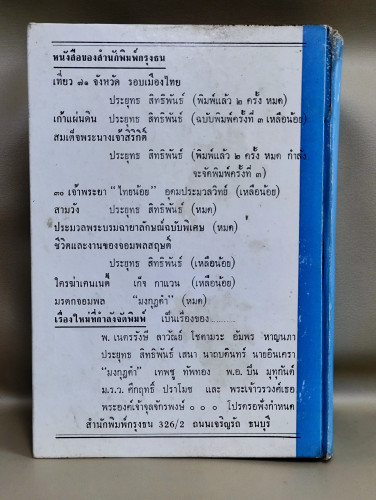 หนังสือของสำนักพิมพ์กรุงธน
เที่ยว ๗๑ จังหวัด รอบเมืองไทย
ประยุทธ สิทธิพันธ์ (พิมพ์แล้ว ๒ ครั้ง หมด)
เก้าแผ่นดิน ประยุทธ สิทธิพันธ์ (ฉบับพิมพ์ครั้งที่ ๓ เหลือน้อย)
สมเด็จพระนางเจ้าสิริกิติ์
ประยุทธ สิทธิพันธ์ (พิมพ์แล้ว ๒ ครั้ง หมด กำลัง
จะจัดพิมพ์ครั้งที่ ๓)
๓๐ เจ้าพระยา "ไทยน้อย" อุดมประมวลวิทย์ (เหลือน้อย)
สามวัง ประยุทธ สิทธิพันธ์ (หมด)
ประมวลพระบรมฉายาลักษณ์ฉบับพิเศษ (หมด)
ชีวิตและงานของจอมพลสฤษดิ์
ประยุทธ สิทธิพันธ์ (เหลือน้อย)
ใครฆ่าเคนเนดี้ เก็จ กาแวน (เหลือน้อย)
มรดกจอมพล "มงกุฎดำ" (หมด)
เรื่องใหม่ที่กำลังจัดพิมพ์ เป็นเรื่องของ..........
พ. เนตรรังษี ลาวัณย์ โชตามระ อัมพร หาญนภา
ประยุทธ สิทธิพันธ์ เสนา นาถบดินทร์ นายอินเตรา
"มงกุฎดำ" เทพชู ทัพทอง พ.อ. ปิ่น มุทุกันต์
ม.ร.ว. ศึกฤทธิ์ ปราโมช และ พระเจ้าวรวงศ์เธอ
พระองค์เจ้าจุลจักรพงษ์ ๐ ๐ ๐ โปรดรอฟังกำหนด
สำนักพิมพ์กรุงธน 326/2 ถนนเจริญรัถ ธนบุรี